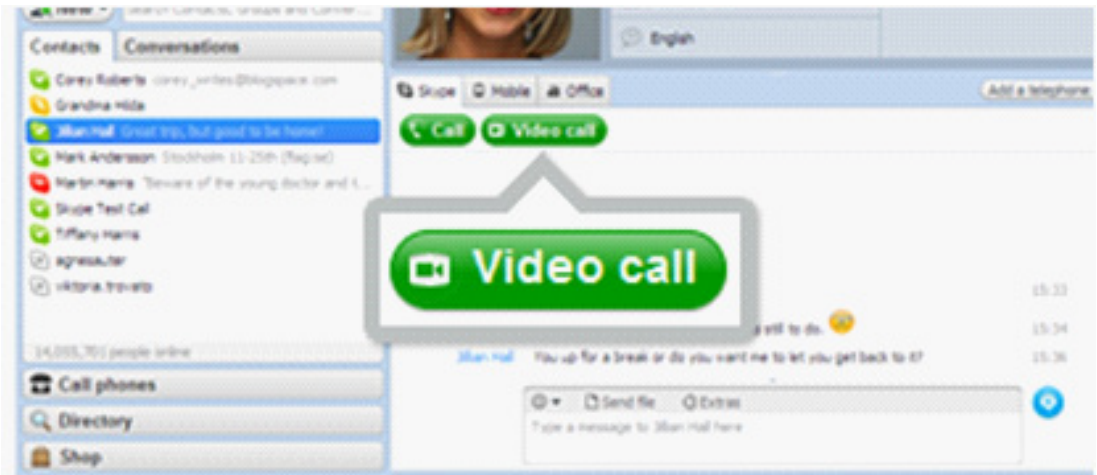 New Search Contacts, Groups and Conver...
Contacts Conversations
Corey Roberts corey_writes@blogspace.com
Grandma Hilda
Jillian Hall Great trip, but good to be home!
Mark Andersson Stockholm 11-25th (flag:se)
Martin Harris "Beware of the young doctor and t...
Skype Test Call
Tiffany Harris
agnesauter
viktoria.trovato
people online
Call phones
Directory
Shop
English
Skype Mobile Office
Add a telephone
Call Video call
Video call
15:33
still to do. 15:34
Jillian Hall You up for a break or do you want me to let you get back to it? 15:36
Send file Extras
Type a message to Jillian Hall here